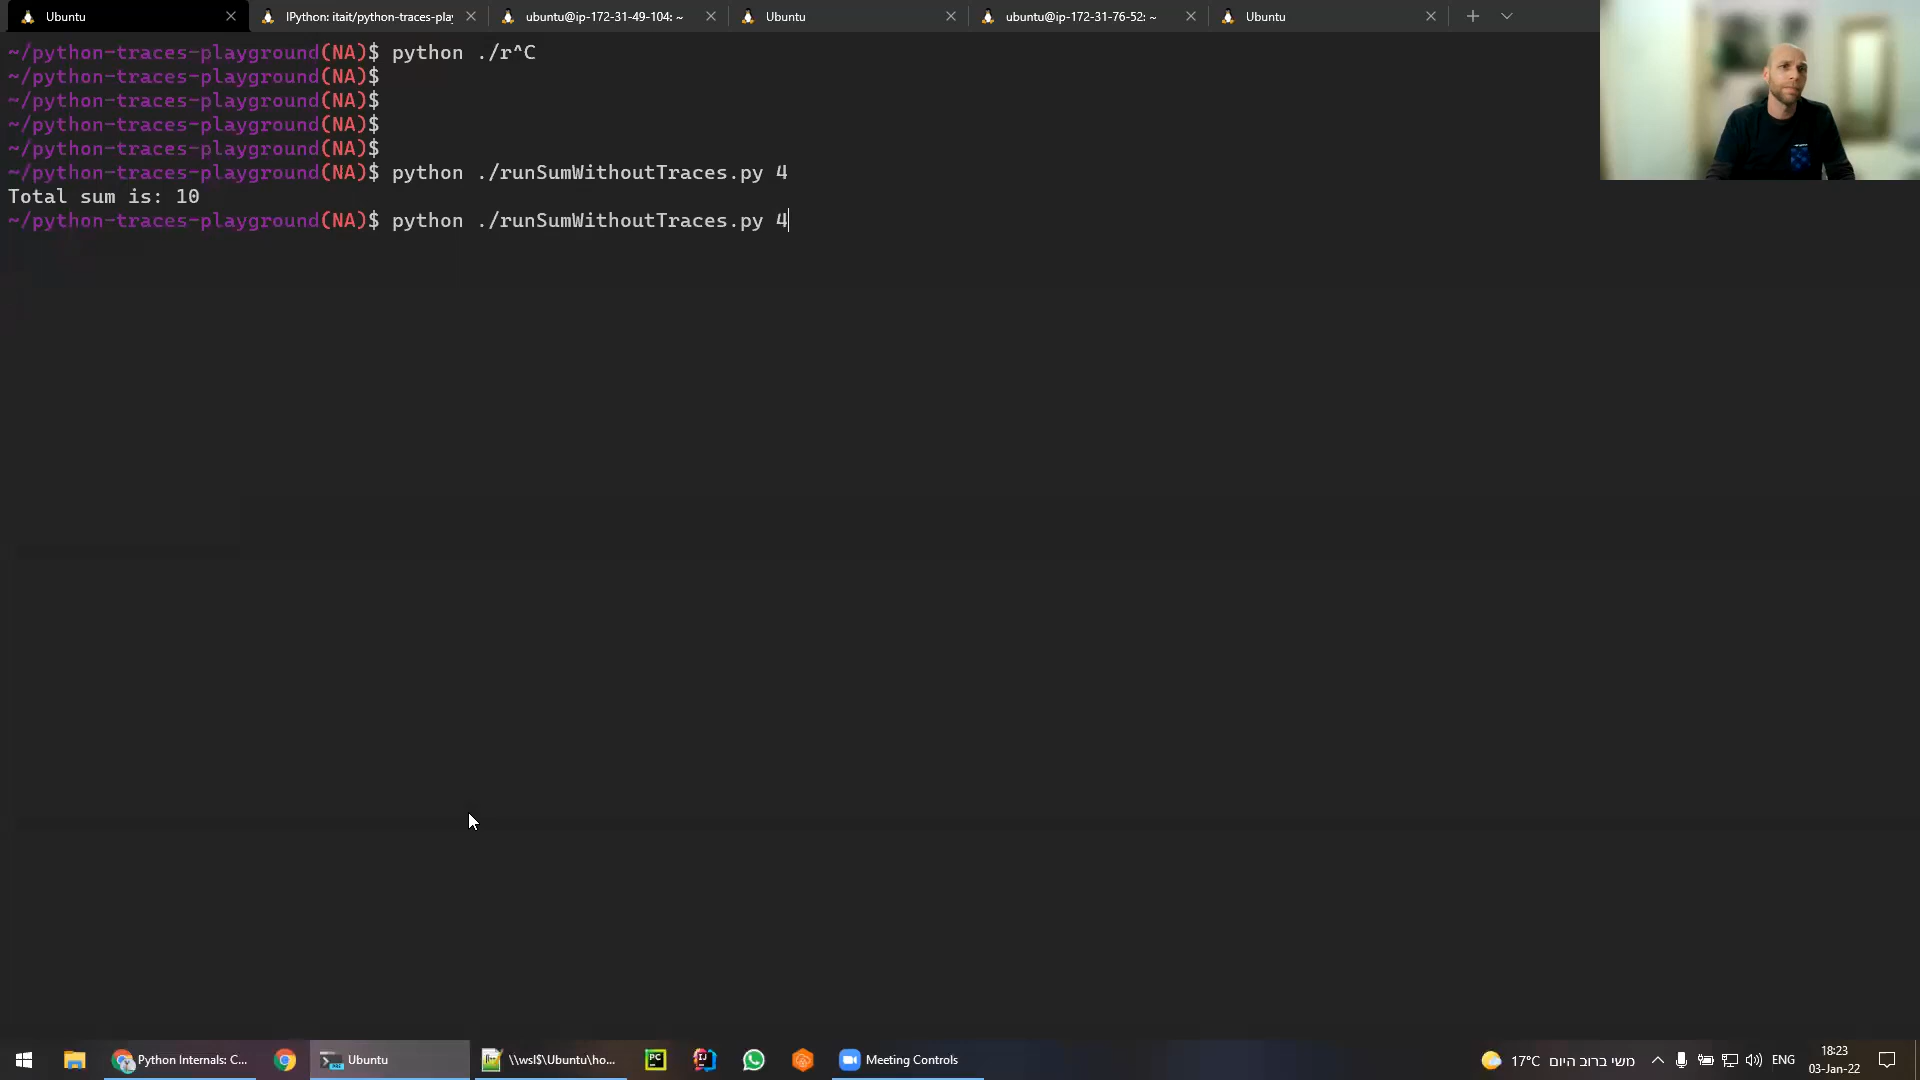 Ubuntu
IPython: itait/python-traces-play
ubuntu@ip-172-31-49-104: ~
Ubuntu
ubuntu@ip-172-31-76-52: ~
Ubuntu
~/python-traces-playground(NA)$ python ./r^C
~/python-traces-playground(NA)$
~/python-traces-playground(NA)$
~/python-traces-playground(NA)$
~/python-traces-playground(NA)$
~/python-traces-playground(NA)$ python ./runSumWithoutTraces.py 4
Total sum is: 10
~/python-traces-playground(NA)$ python ./runSumWithoutTraces.py 4
Python Internals: C...
Ubuntu
\\wsl$\Ubuntu\ho...
Meeting Controls
17°C משי ברוב היום
ENG
18:23
03-Jan-22